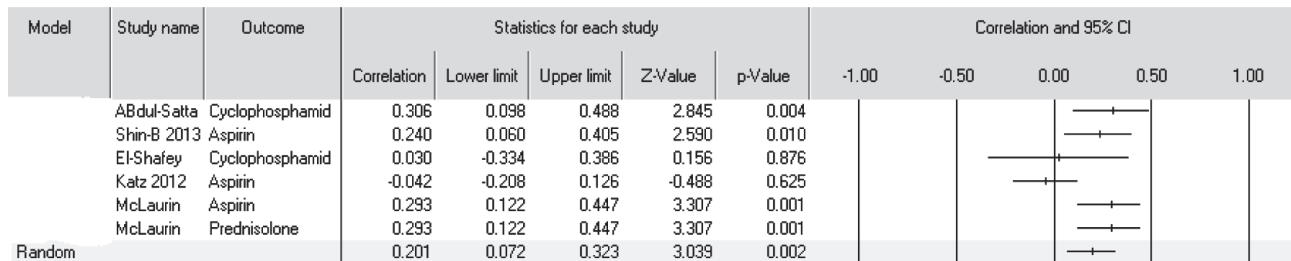 Model Study name Outcome Statistics for each study Correlation and 95% CI
Correlation Lower limit Upper limit Z-Value p-Value -1.00 -0.50 0.00 0.50 1.00
ABdul-Satta Cyclophosphamid 0.306 0.098 0.488 2.845 0.004
Shin-B 2013 Aspirin 0.240 0.060 0.405 2.590 0.010
El-Shafey Cyclophosphamid 0.030 -0.334 0.386 0.156 0.876
Katz 2012 Aspirin -0.042 -0.208 0.126 -0.488 0.625
McLaurin Aspirin 0.293 0.122 0.447 3.307 0.001
McLaurin Prednisolone 0.293 0.122 0.447 3.307 0.001
Random 0.201 0.072 0.323 3.039 0.002